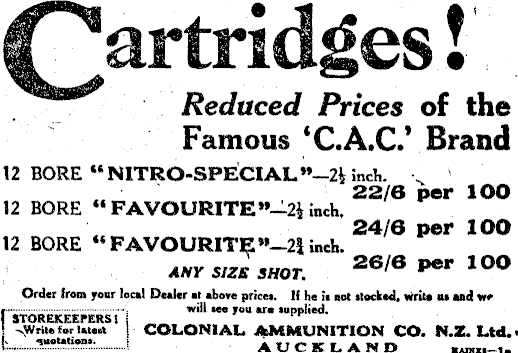 Cartridges!
Reduced Prices of the
Famous 'C.A.C.' Brand
12 BORE "NITRO-SPECIAL"—2½ inch.
22/6 per 100
12 BORE "FAVOURITE"—2½ inch.
24/6 per 100
12 BORE "FAVOURITE"—2¾ inch.
26/6 per 100
ANY SIZE SHOT.
Order from your local Dealer at above prices. If he is not stocked, write us and we
will see you are supplied.
STOREKEEPERS!
Write for latest
quotations.
COLONIAL AMMUNITION CO. N.Z. Ltd.
AUCKLAND
HAINES—1a